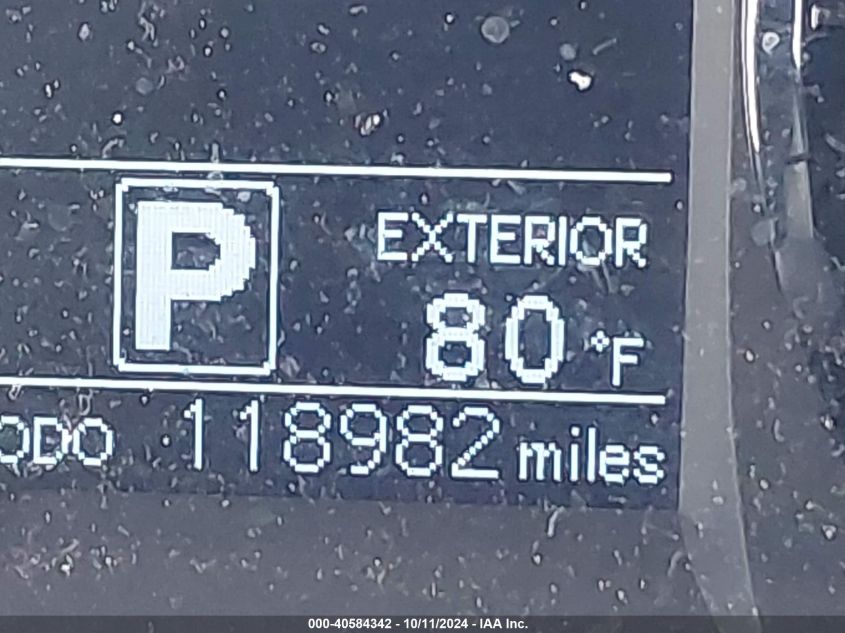 P
EXTERIOR
80 °F
ODO 118982 miles
000-40584342 - 10/11/2024 - IAA Inc.